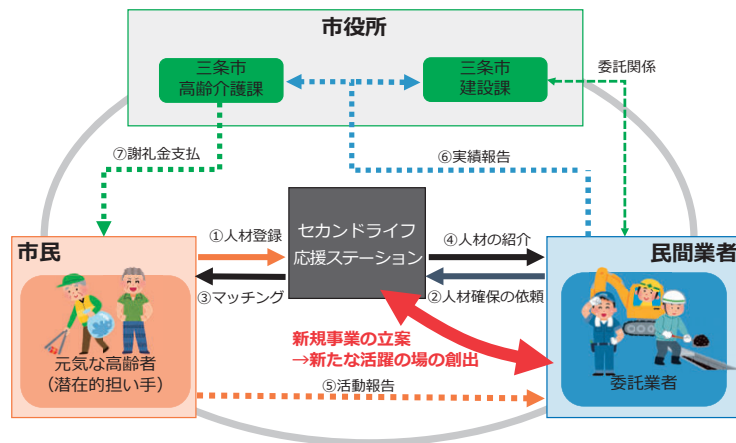 市役所
三条市
高齢介護課
三条市
建設課
委託関係
⑦謝礼金支払
⑥実績報告
市民
①人材登録
セカンドライフ
応援ステーション
④人材の紹介
民間業者
③マッチング
②人材確保の依頼
新規事業の立案
→新たな活躍の場の創出
元気な高齢者
(潜在的担い手)
⑤活動報告
委託業者